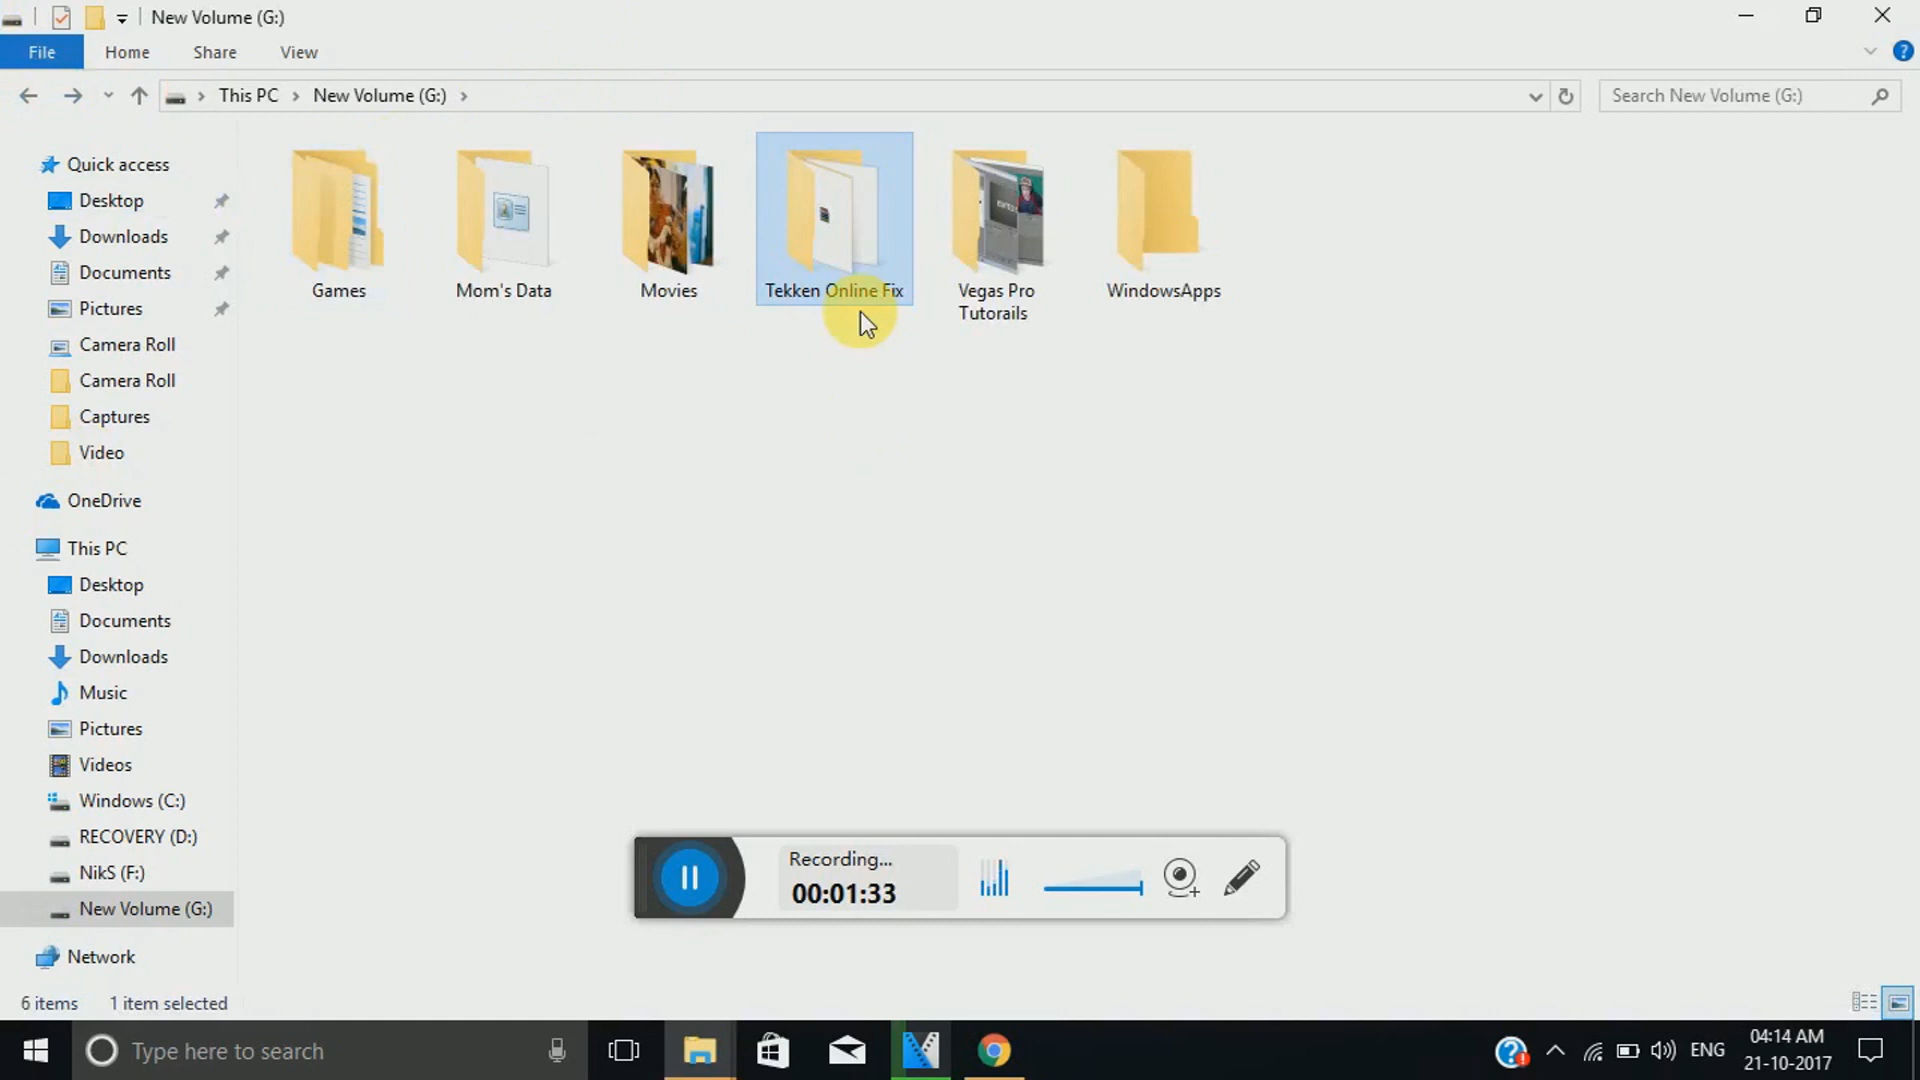 New Volume (G:)
File Home Share View
This PC New Volume (G:)
Search New Volume (G:)
Quick access
Desktop
Downloads
Documents
Pictures
Camera Roll
Camera Roll
Captures
Video
OneDrive
This PC
Desktop
Documents
Downloads
Music
Pictures
Videos
Windows (C:)
RECOVERY (D:)
NikS (F:)
New Volume (G:)
Network
Games
Mom's Data
Movies
Tekken Online Fix
Vegas Pro
Tutorails
WindowsApps
Recording...
00:01:33
6 items 1 item selected
Type here to search
ENG
04:14 AM
21-10-2017